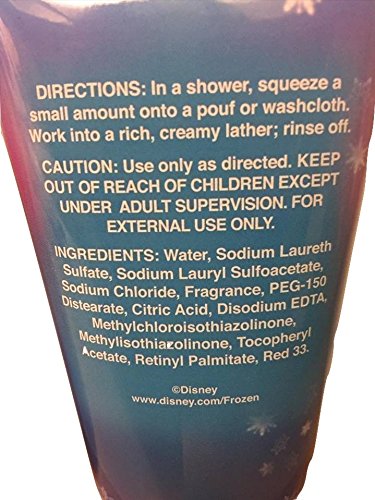 DIRECTIONS: In a shower, squeeze a
small amount onto a pouf or washcloth.
Work into a rich, creamy lather; rinse off.
CAUTION: Use only as directed. KEEP
OUT OF REACH OF CHILDREN EXCEPT
UNDER ADULT SUPERVISION. FOR
EXTERNAL USE ONLY.
INGREDIENTS: Water, Sodium Laureth
Sulfate, Sodium Lauryl Sulfoacetate,
Sodium Chloride, Fragrance, PEG-150
Distearate, Citric Acid, Disodium EDTA,
Methylchloroisothiazolinone,
Methylisothiazolinone, Tocopheryl
Acetate, Retinyl Palmitate, Red 33.
©Disney
www.disney.com/Frozen